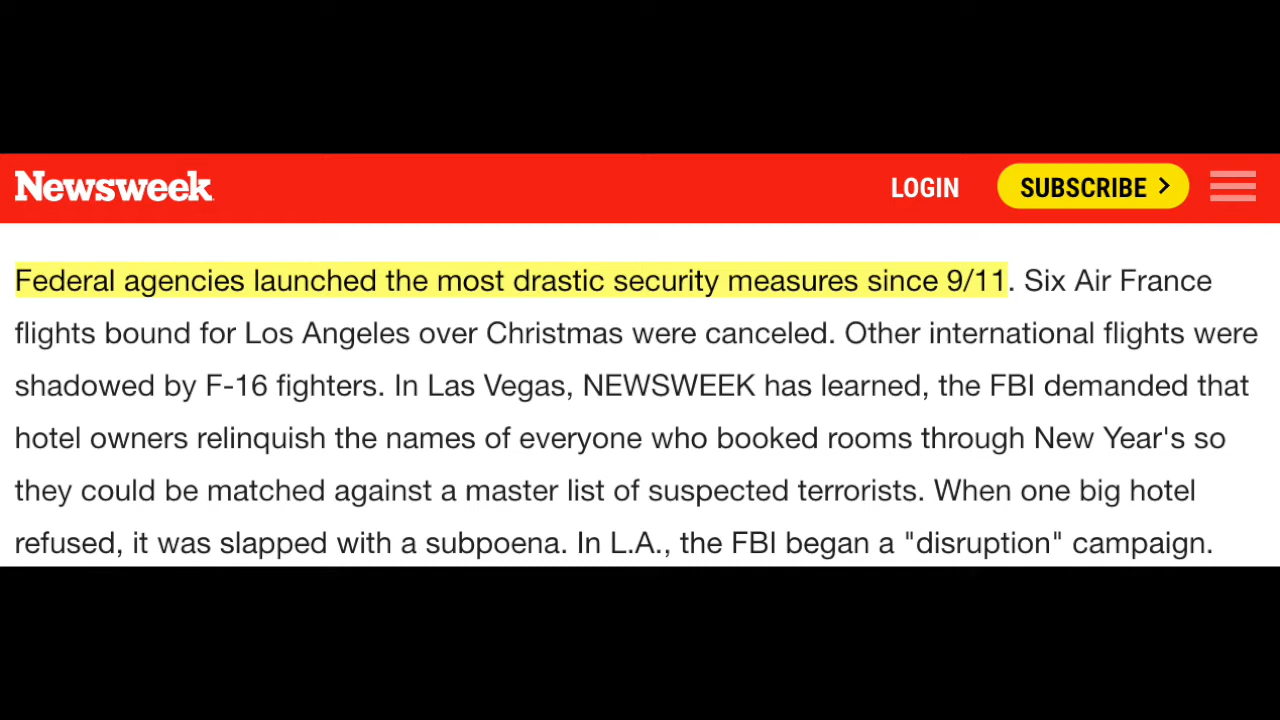 Newsweek
LOGIN
SUBSCRIBE >
Federal agencies launched the most drastic security measures since 9/11. Six Air France
flights bound for Los Angeles over Christmas were canceled. Other international flights were
shadowed by F-16 fighters. In Las Vegas, NEWSWEEK has learned, the FBI demanded that
hotel owners relinquish the names of everyone who booked rooms through New Year's so
they could be matched against a master list of suspected terrorists. When one big hotel
refused, it was slapped with a subpoena. In L.A., the FBI began a "disruption" campaign.